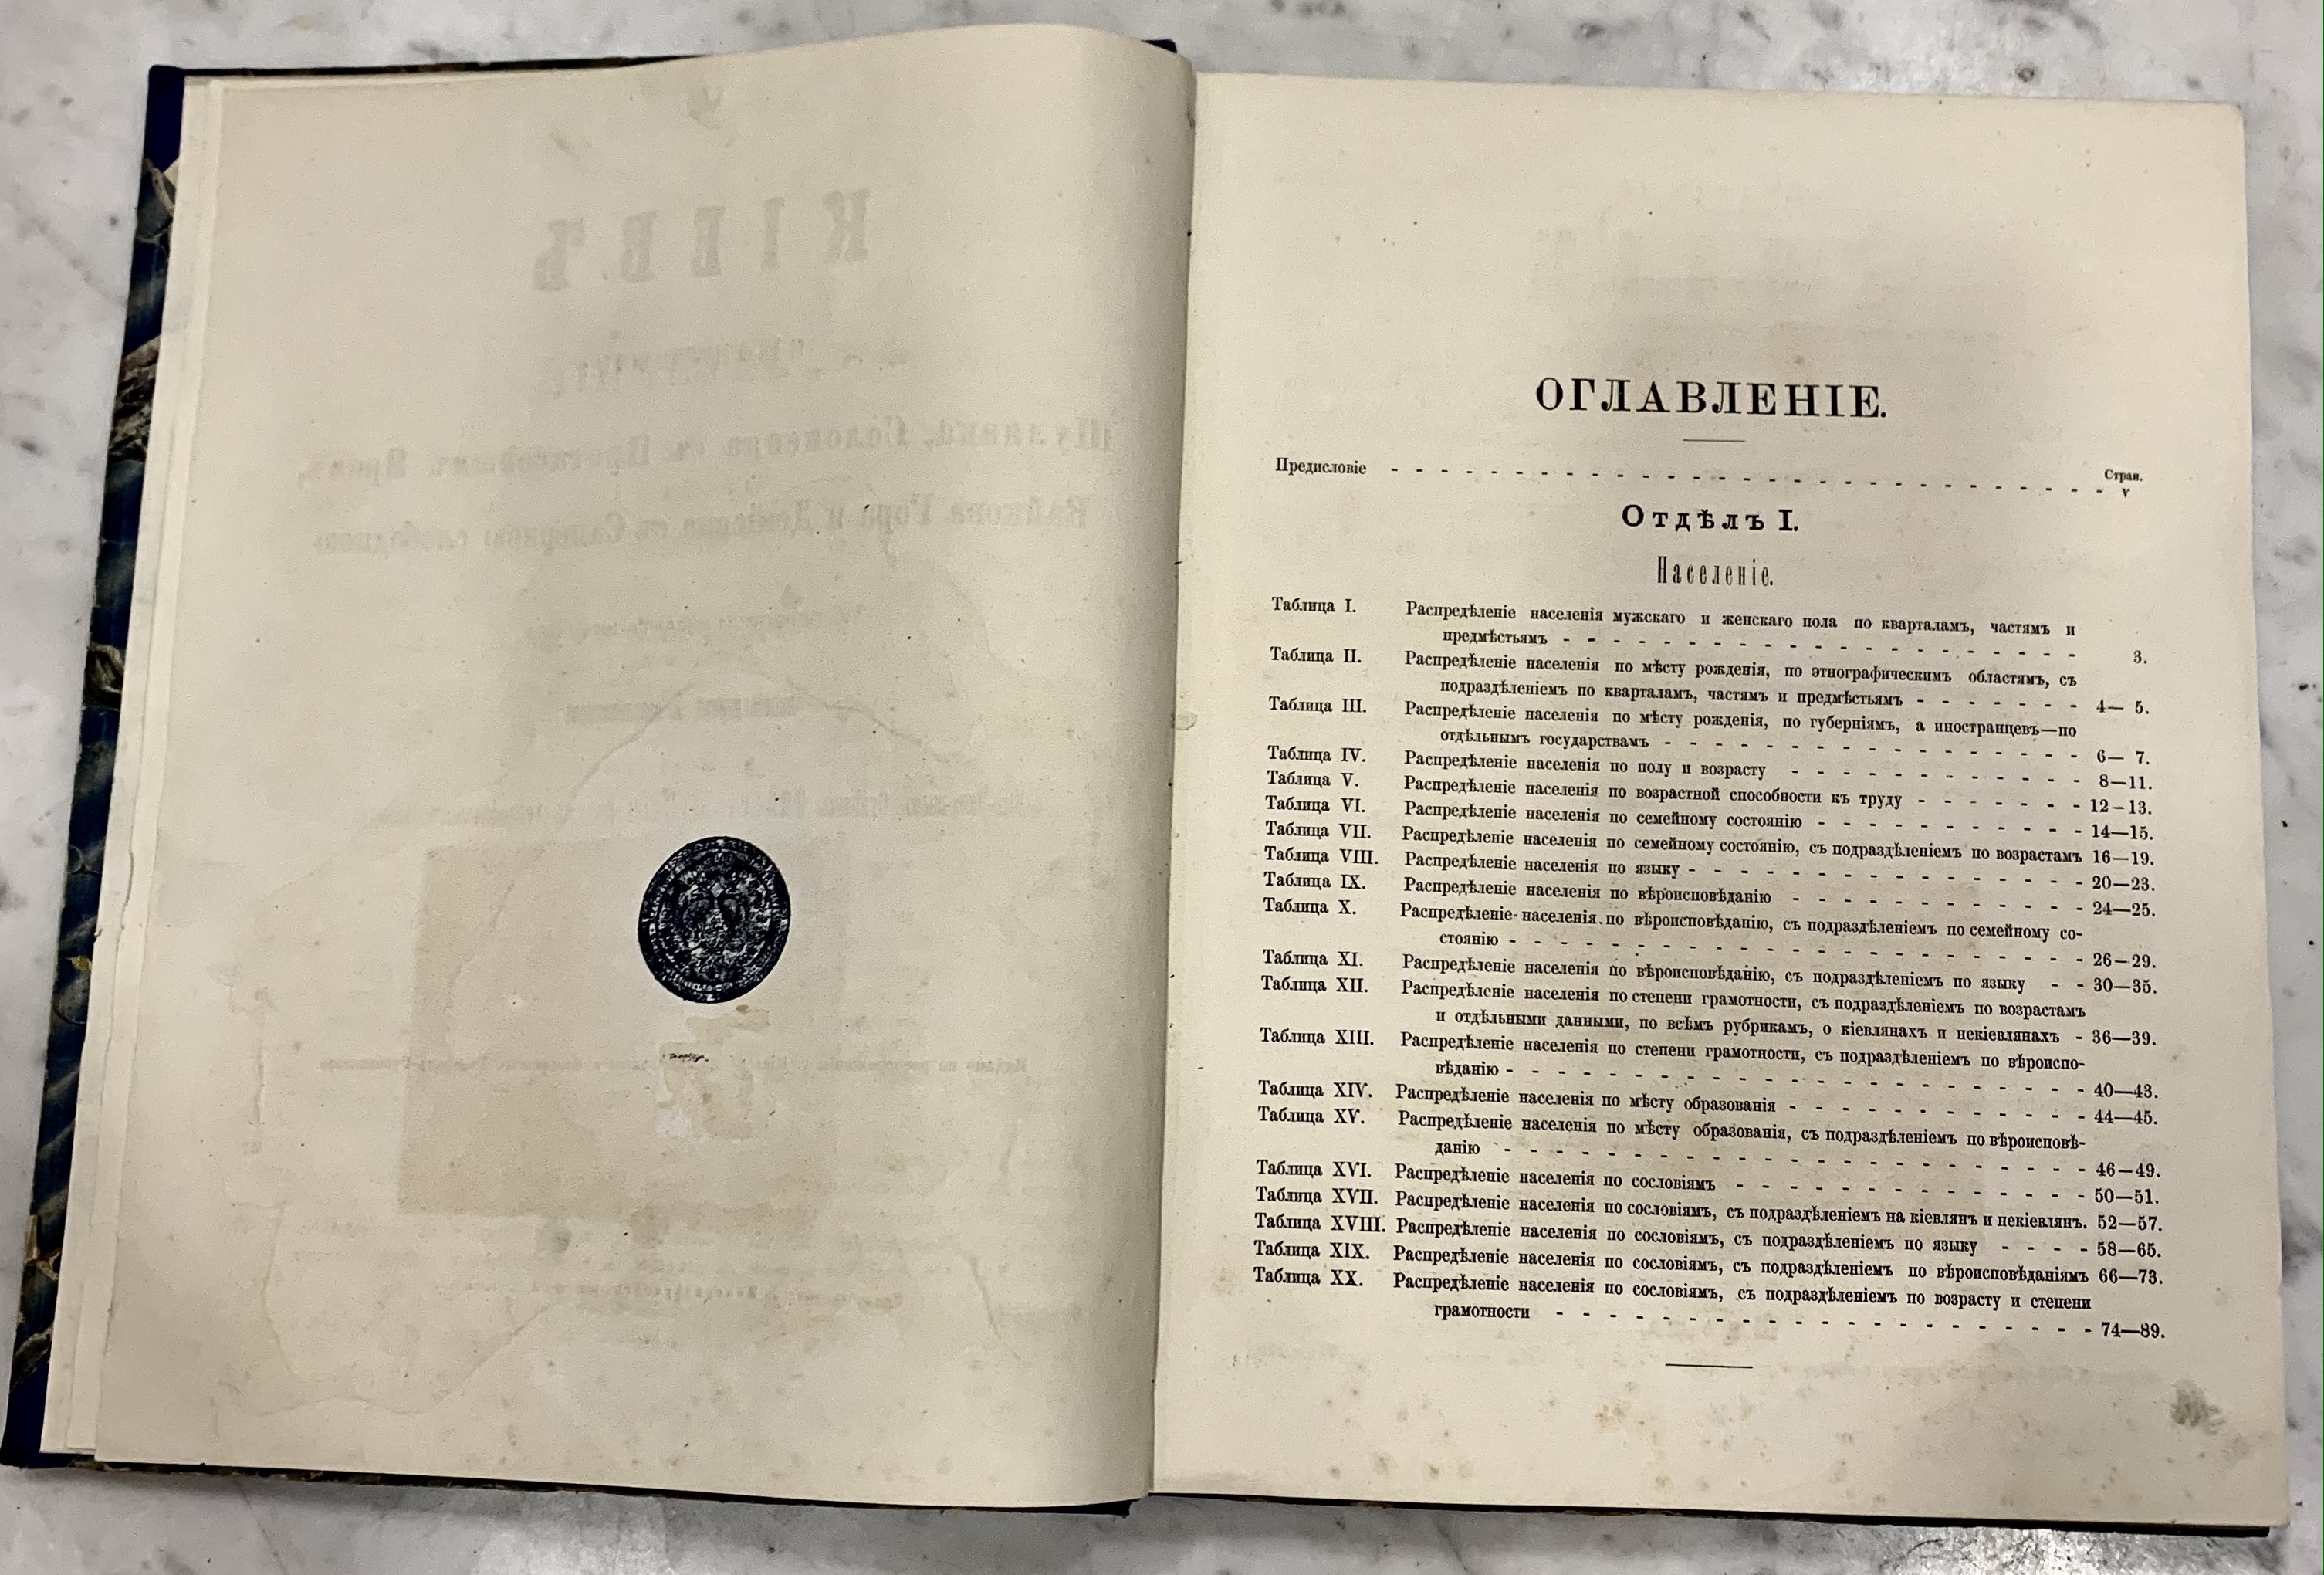 КІЕВЪ
ОГЛАВЛЕНІЕ.
Стран.
Предисловіе - - - - - - - - - - - - - - - - - - - - - - - - - - - - - V
Отдѣлъ I.
Населеніе.
Таблица I. Распредѣленіе населенія мужскаго и женскаго пола по кварталамъ, частямъ и
предмѣстьямъ - - - - - - - - - - - - - - - - - - - - - 3.
Таблица II. Распредѣленіе населенія по мѣсту рожденія, по этнографическимъ областямъ, съ
подраздѣленіемъ по кварталамъ, частямъ и предмѣстьямъ - - - - - - - 4— 5.
Таблица III. Распредѣленіе населенія по мѣсту рожденія, по губерніямъ, а иностранцевъ—по
отдѣльнымъ государствамъ - - - - - - - - - - - - - - - - - 6— 7.
Таблица IV. Распредѣленіе населенія по полу и возрасту - - - - - - - - - - - - 8—11.
Таблица V. Распредѣленіе населенія по возрастной способности къ труду - - - - - - - 12—13.
Таблица VI. Распредѣленіе населенія по семейному состоянію - - - - - - - - - - - 14—15.
Таблица VII. Распредѣленіе населенія по семейному состоянію, съ подраздѣленіемъ по возрастамъ 16—19.
Таблица VIII. Распредѣленіе населенія по языку - - - - - - - - - - - - - - - - 20—23.
Таблица IX. Распредѣленіе населенія по вѣроисповѣданію - - - - - - - - - - - - 24—25.
Таблица X. Распредѣленіе населенія по вѣроисповѣданію, съ подраздѣленіемъ по семейному со-
стоянію - - - - - - - - - - - - - - - - - - - - - - - 26—29.
Таблица XI. Распредѣленіе населенія по вѣроисповѣданію, съ подраздѣленіемъ по языку - - 30—35.
Таблица XII. Распредѣленіе населенія по степени грамотности, съ подраздѣленіемъ по возрастамъ
и отдѣльными данными, по всѣмъ рубрикамъ, о кіевлянахъ и некіевлянахъ - 36—39.
Таблица XIII. Распредѣленіе населенія по степени грамотности, съ подраздѣленіемъ по вѣроиспо-
вѣданію - - - - - - - - - - - - - - - - - - - - - - - 40—43.
Таблица XIV. Распредѣленіе населенія по мѣсту образованія - - - - - - - - - - - - 44—45.
Таблица XV. Распредѣленіе населенія по мѣсту образованія, съ подраздѣленіемъ по вѣроисповѣ-
данію - - - - - - - - - - - - - - - - - - - - - - - 46—49.
Таблица XVI. Распредѣленіе населенія по сословіямъ - - - - - - - - - - - - - - 50—51.
Таблица XVII. Распредѣленіе населенія по сословіямъ, съ подраздѣленіемъ на кіевлянъ и некіевлянъ. 52—57.
Таблица XVIII. Распредѣленіе населенія по сословіямъ, съ подраздѣленіемъ по языку - - - - 58—65.
Таблица XIX. Распредѣленіе населенія по сословіямъ, съ подраздѣленіемъ по вѣроисповѣданіямъ 66—73.
Таблица XX. Распредѣленіе населенія по сословіямъ, съ подраздѣленіемъ по возрасту и степени
грамотности - - - - - - - - - - - - - - - - - - - - - 74—89.